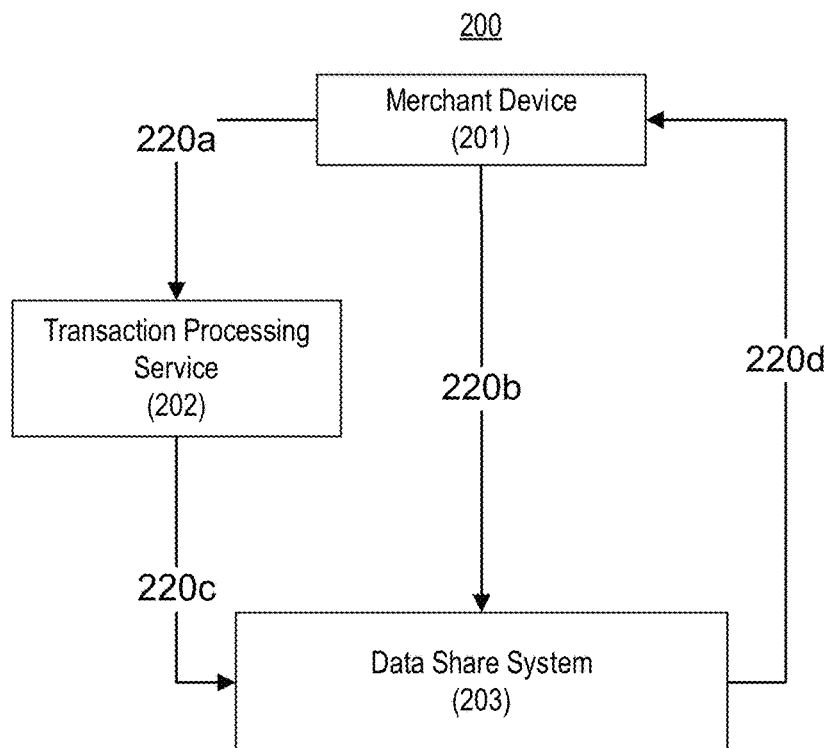 200
Merchant Device
(201)
220a
Transaction Processing
Service
(202)
220b
220d
220c
Data Share System
(203)